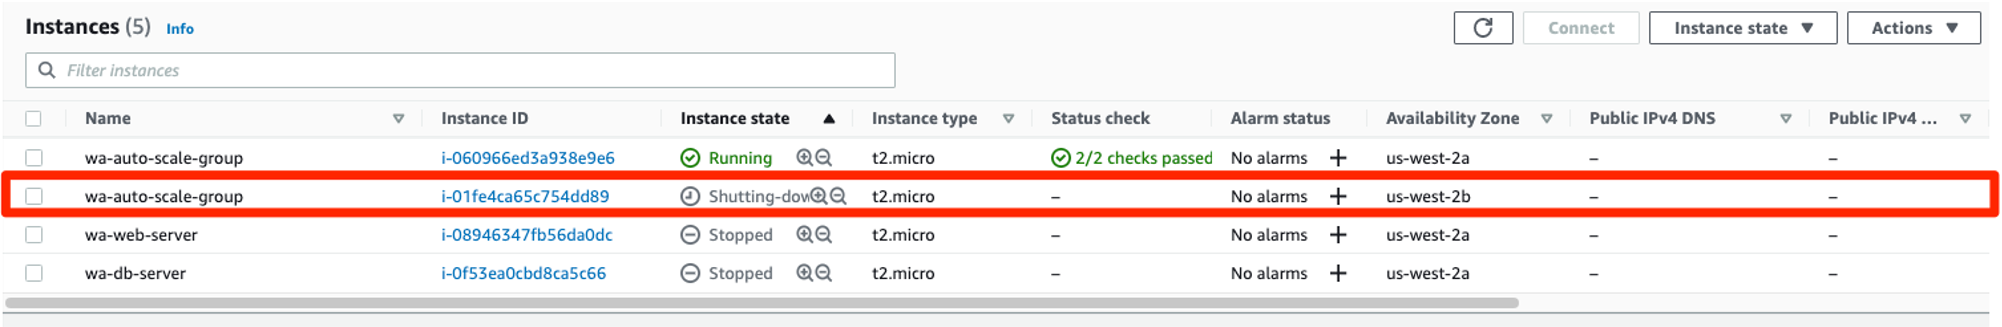 Instances (5) Info Connect Instance state Actions
Filter instances
Name Instance ID Instance state Instance type Status check Alarm status Availability Zone Public IPv4 DNS Public IPv4 ...
wa-auto-scale-group i-060966ed3a938e9e6 Running t2.micro 2/2 checks passed No alarms + us-west-2a – –
wa-auto-scale-group i-01fe4ca65c754dd89 Shutting-dow t2.micro – No alarms + us-west-2b – –
wa-web-server i-08946347fb56da0dc Stopped t2.micro – No alarms + us-west-2a – –
wa-db-server i-0f53ea0cbd8ca5c66 Stopped t2.micro – No alarms + us-west-2a – –